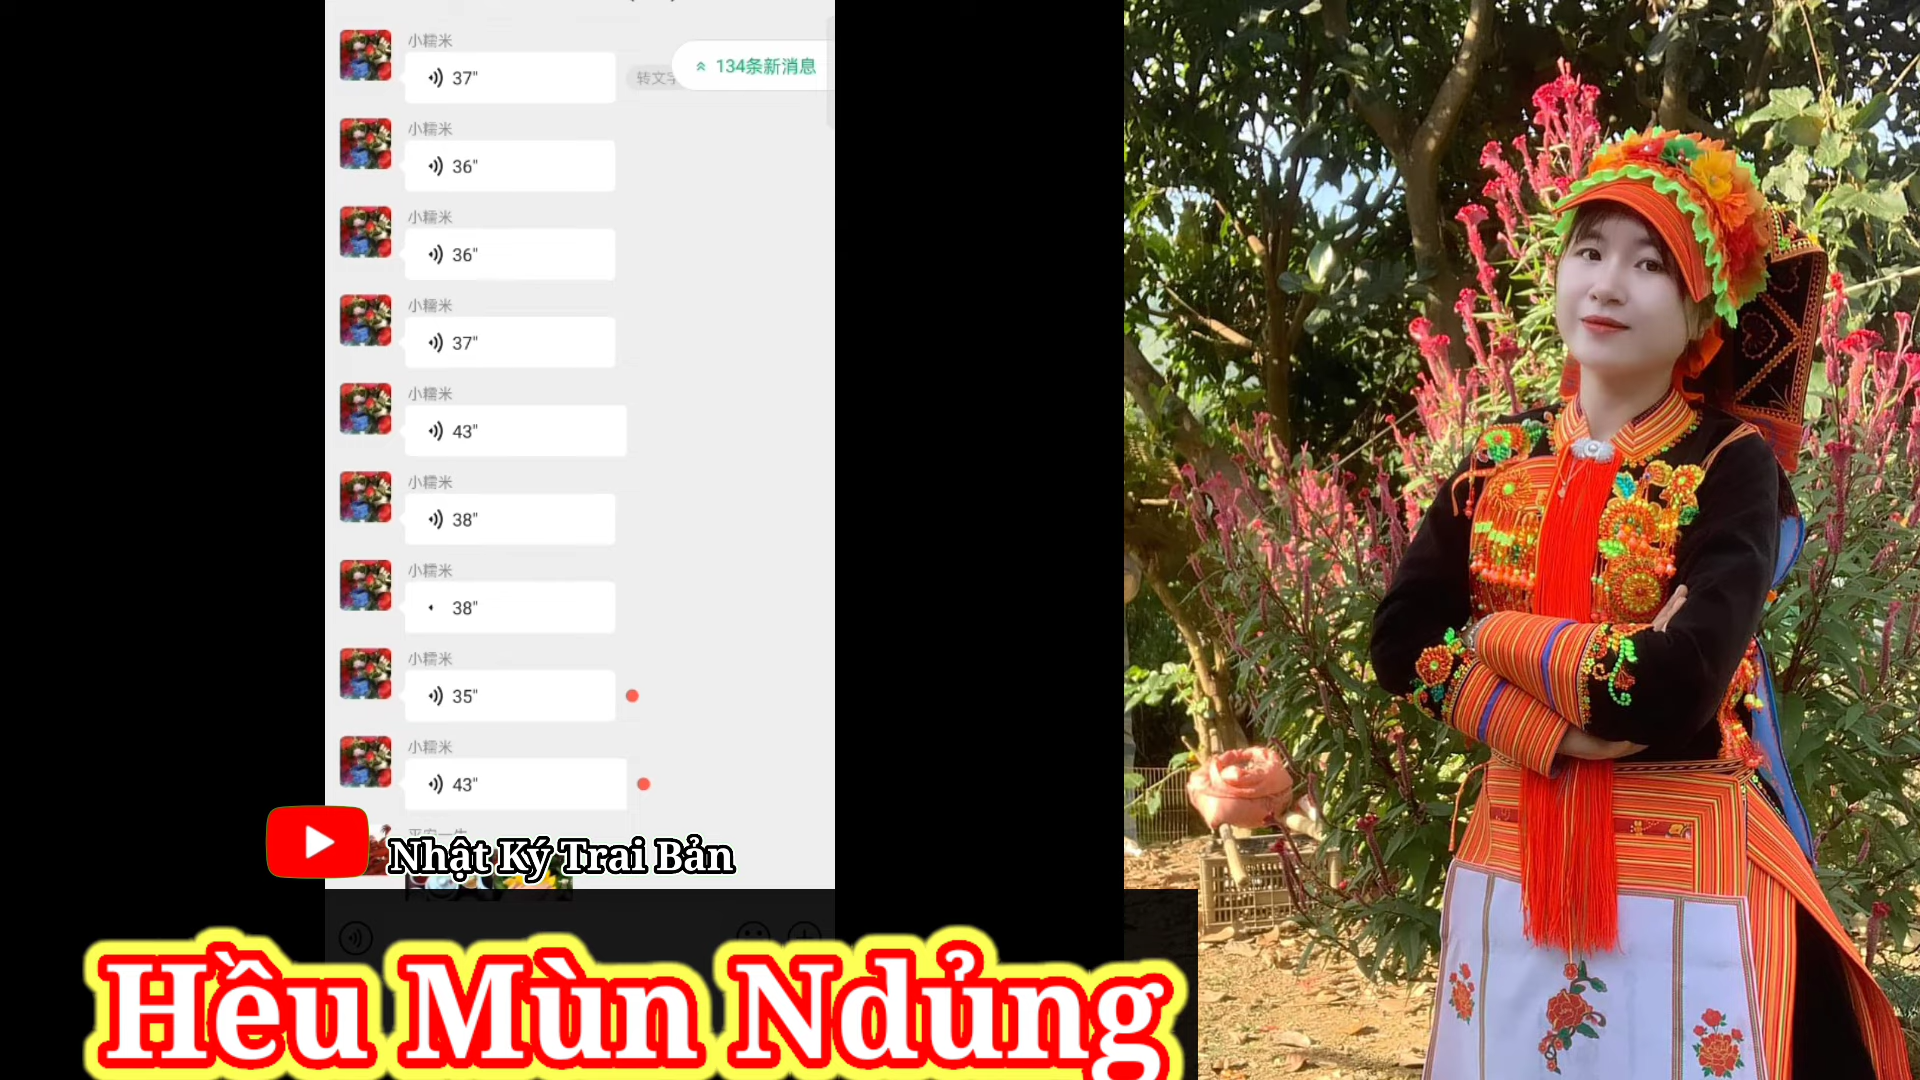 小糯米
37"
转文字
134条新消息
小糯米
36"
小糯米
36"
小糯米
37"
小糯米
43"
小糯米
38"
小糯米
38"
小糯米
35"
小糯米
43"
Nhật Ký Trai Bản
Hều Mùn Ndủng